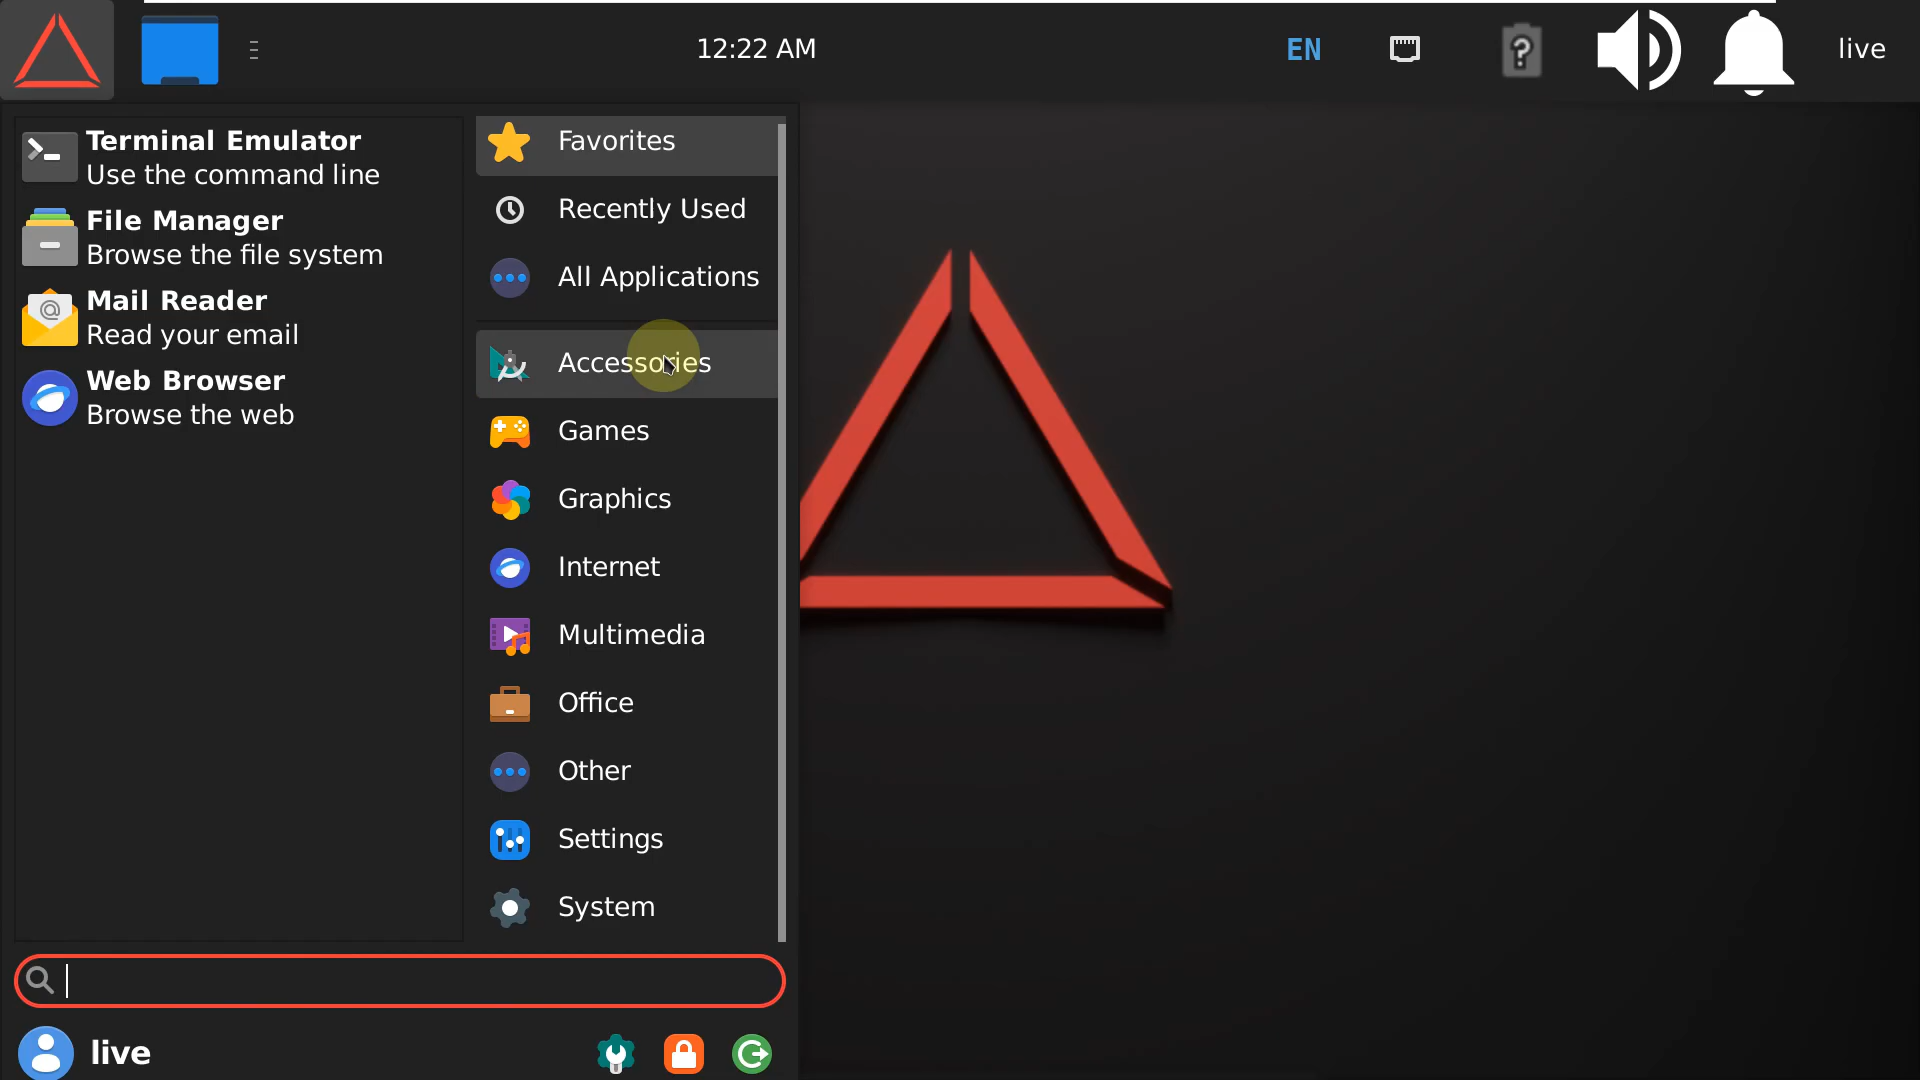 12:22 AM
EN
live
Terminal Emulator
Use the command line
File Manager
Browse the file system
Mail Reader
Read your email
Web Browser
Browse the web
Favorites
Recently Used
All Applications
Accessories
Games
Graphics
Internet
Multimedia
Office
Other
Settings
System
live